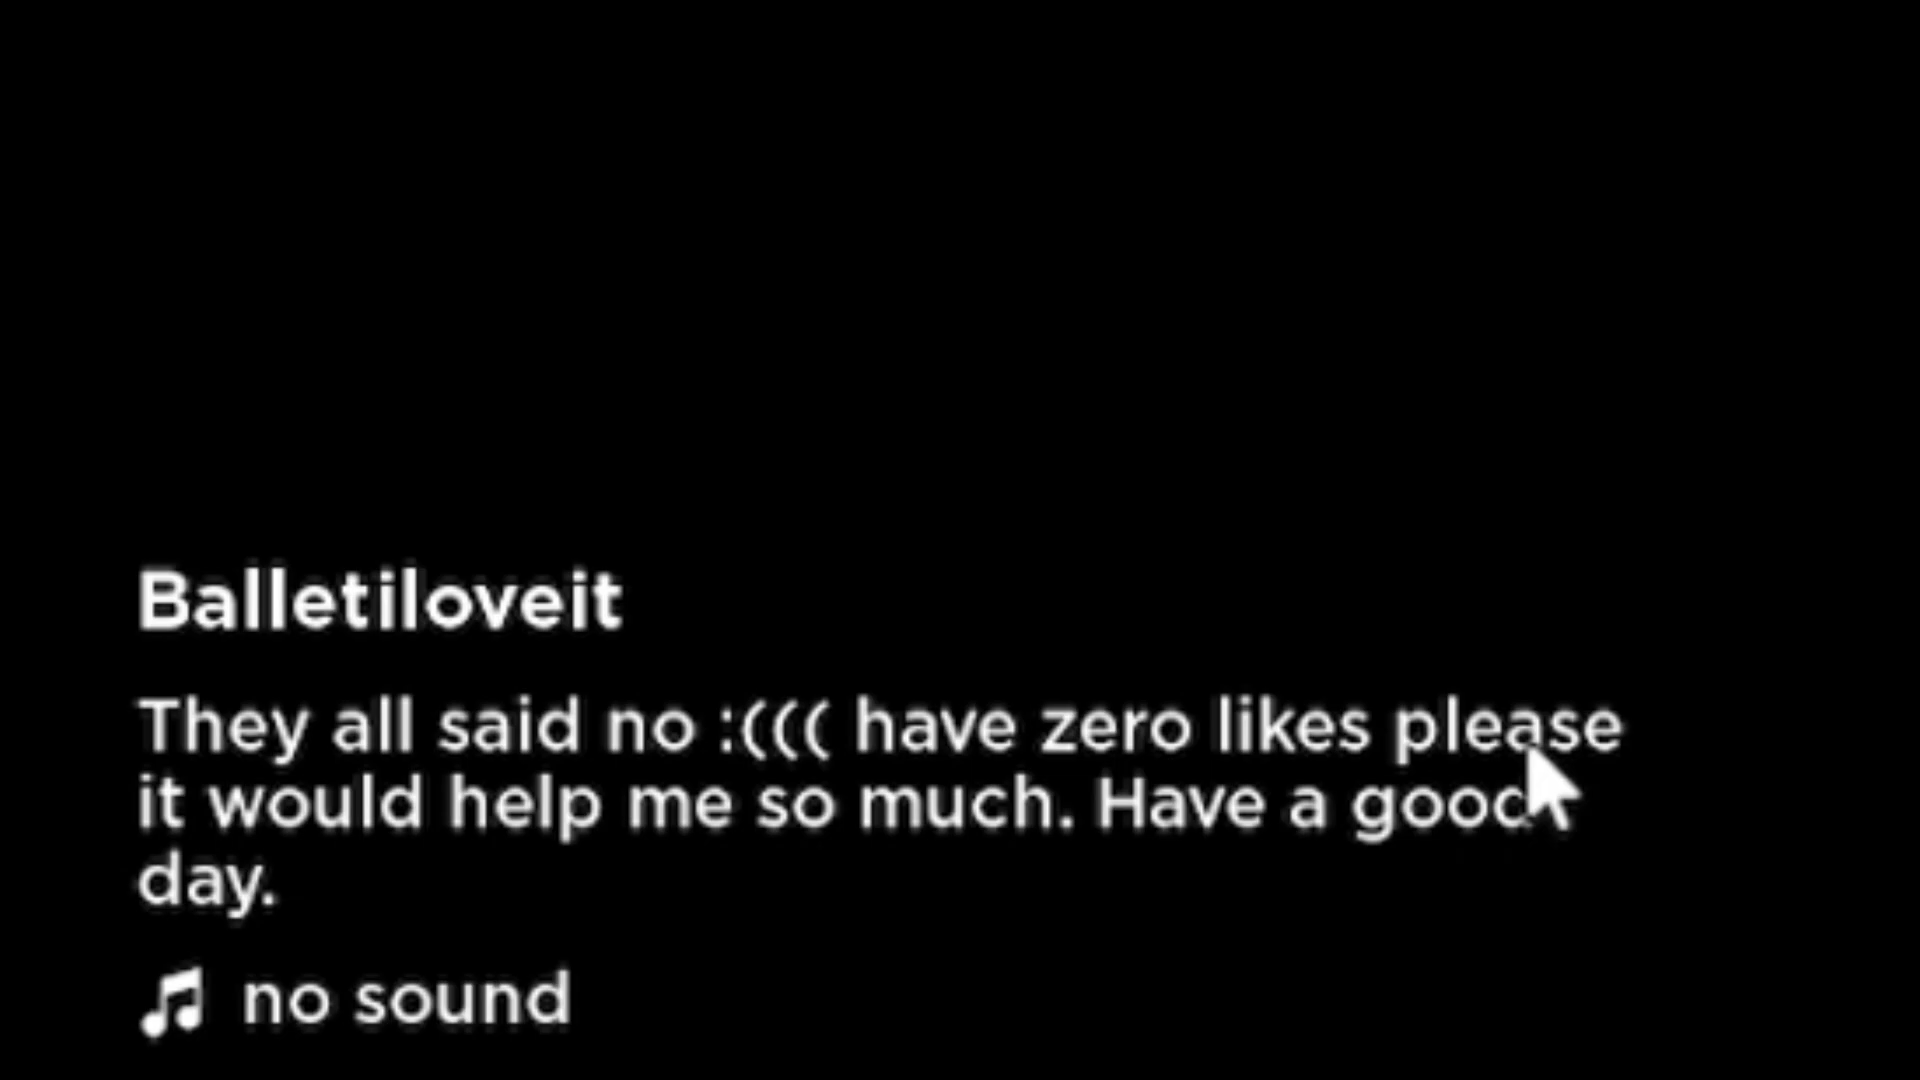 Balletiloveit
They all said no :((( have zero likes please
it would help me so much. Have a good
day.
no sound